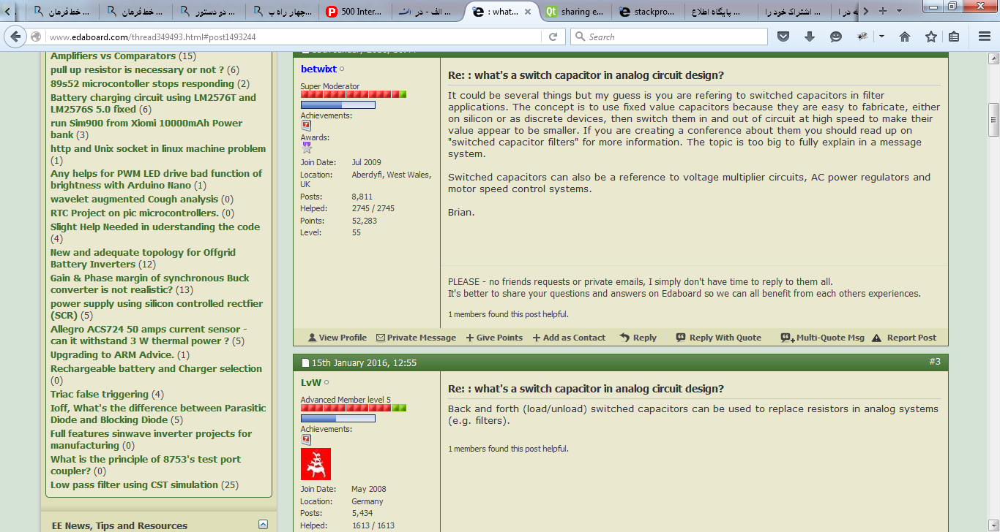 خط‌فرمان ...
خط‌فرمان ...
دو دستور ...
چهار راه ب...
500 Inter...
الف - در ...
: what...
sharing e...
stackpro...
پایگاه اطلاع ...
اشتراک خود را ...
www.edaboard.com/thread349493.html#post1493244
Search
Amplifiers vs Comparators (15)
pull up resistor is necessary or not ? (6)
89s52 microcontoller stops responding (2)
Battery charging circuit using LM2576T and
LM2576S 5.0 fixed (6)
run Sim900 from Xiomi 10000mAh Power
bank (3)
http and Unix socket in linux machine problem
(1)
Any helps for PWM LED drive bad function of
brightness with Arduino Nano (1)
wavelet augmented Cough analysis (0)
RTC Project on pic microcontrollers. (0)
Slight Help Needed in uderstanding the code
(4)
New and adequate topology for Offgrid
Battery Inverters (12)
Gain & Phase margin of synchronous Buck
converter is not realistic? (13)
power supply using silicon controlled rectfier
(SCR) (5)
Allegro ACS724 50 amps current sensor -
can it withstand 3 W thermal power ? (5)
Upgrading to ARM Advice. (1)
Rechargeable battery and Charger selection
(0)
Triac false triggering (4)
Ioff, What's the difference between Parasitic
Diode and Blocking Diode (5)
Full features sinwave inverter projects for
manufacturing (0)
What is the principle of 8753's test port
coupler? (0)
Low pass filter using CST simulation (25)
EE News, Tips and Resources
betwixt
Super Moderator
Achievements:
Awards:
Join Date: Jul 2009
Location: Aberdyfi, West Wales,
UK
Posts: 8,811
Helped: 2745 / 2745
Points: 52,283
Level: 55
Re: : what's a switch capacitor in analog circuit design?
It could be several things but my guess is you are refering to switched capacitors in filter
applications. The concept is to use fixed value capacitors because they are easy to fabricate, either
on silicon or as discrete devices, then switch them in and out of circuit at high speed to make their
value appear to be smaller. If you are creating a conference about them you should read up on
"switched capacitor filters" for more information. The topic is too big to fully explain in a message
system.
Switched capacitors can also be a reference to voltage multiplier circuits, AC power regulators and
motor speed control systems.
Brian.
PLEASE - no friends requests or private emails, I simply don't have time to reply to them all.
It's better to share your questions and answers on Edaboard so we can all benefit from each others experiences.
1 members found this post helpful.
View Profile Private Message Give Points Add as Contact Reply Reply With Quote Multi-Quote Msg Report Post
15th January 2016, 12:55 #3
LvW
Advanced Member level 5
Achievements:
Join Date: May 2008
Location: Germany
Posts: 5,434
Helped: 1613 / 1613
Re: : what's a switch capacitor in analog circuit design?
Back and forth (load/unload) switched capacitors can be used to replace resistors in analog systems
(e.g. filters).
1 members found this post helpful.